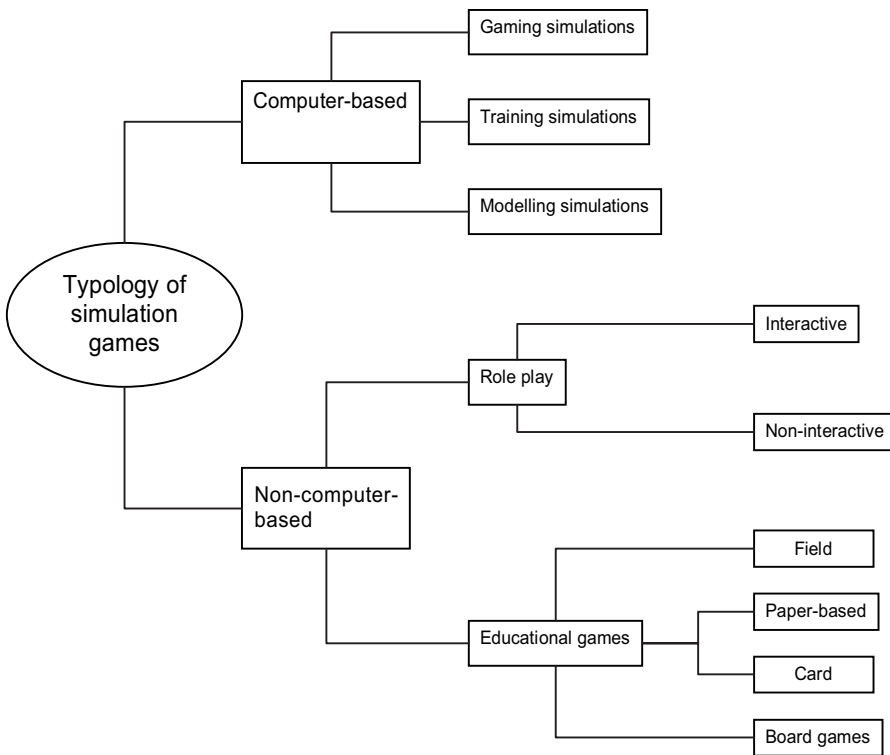 Gaming simulations
Computer-based
Training simulations
Modelling simulations
Typology of
simulation
games
Interactive
Role play
Non-interactive
Non-computer-
based
Field
Paper-based
Educational games
Card
Board games